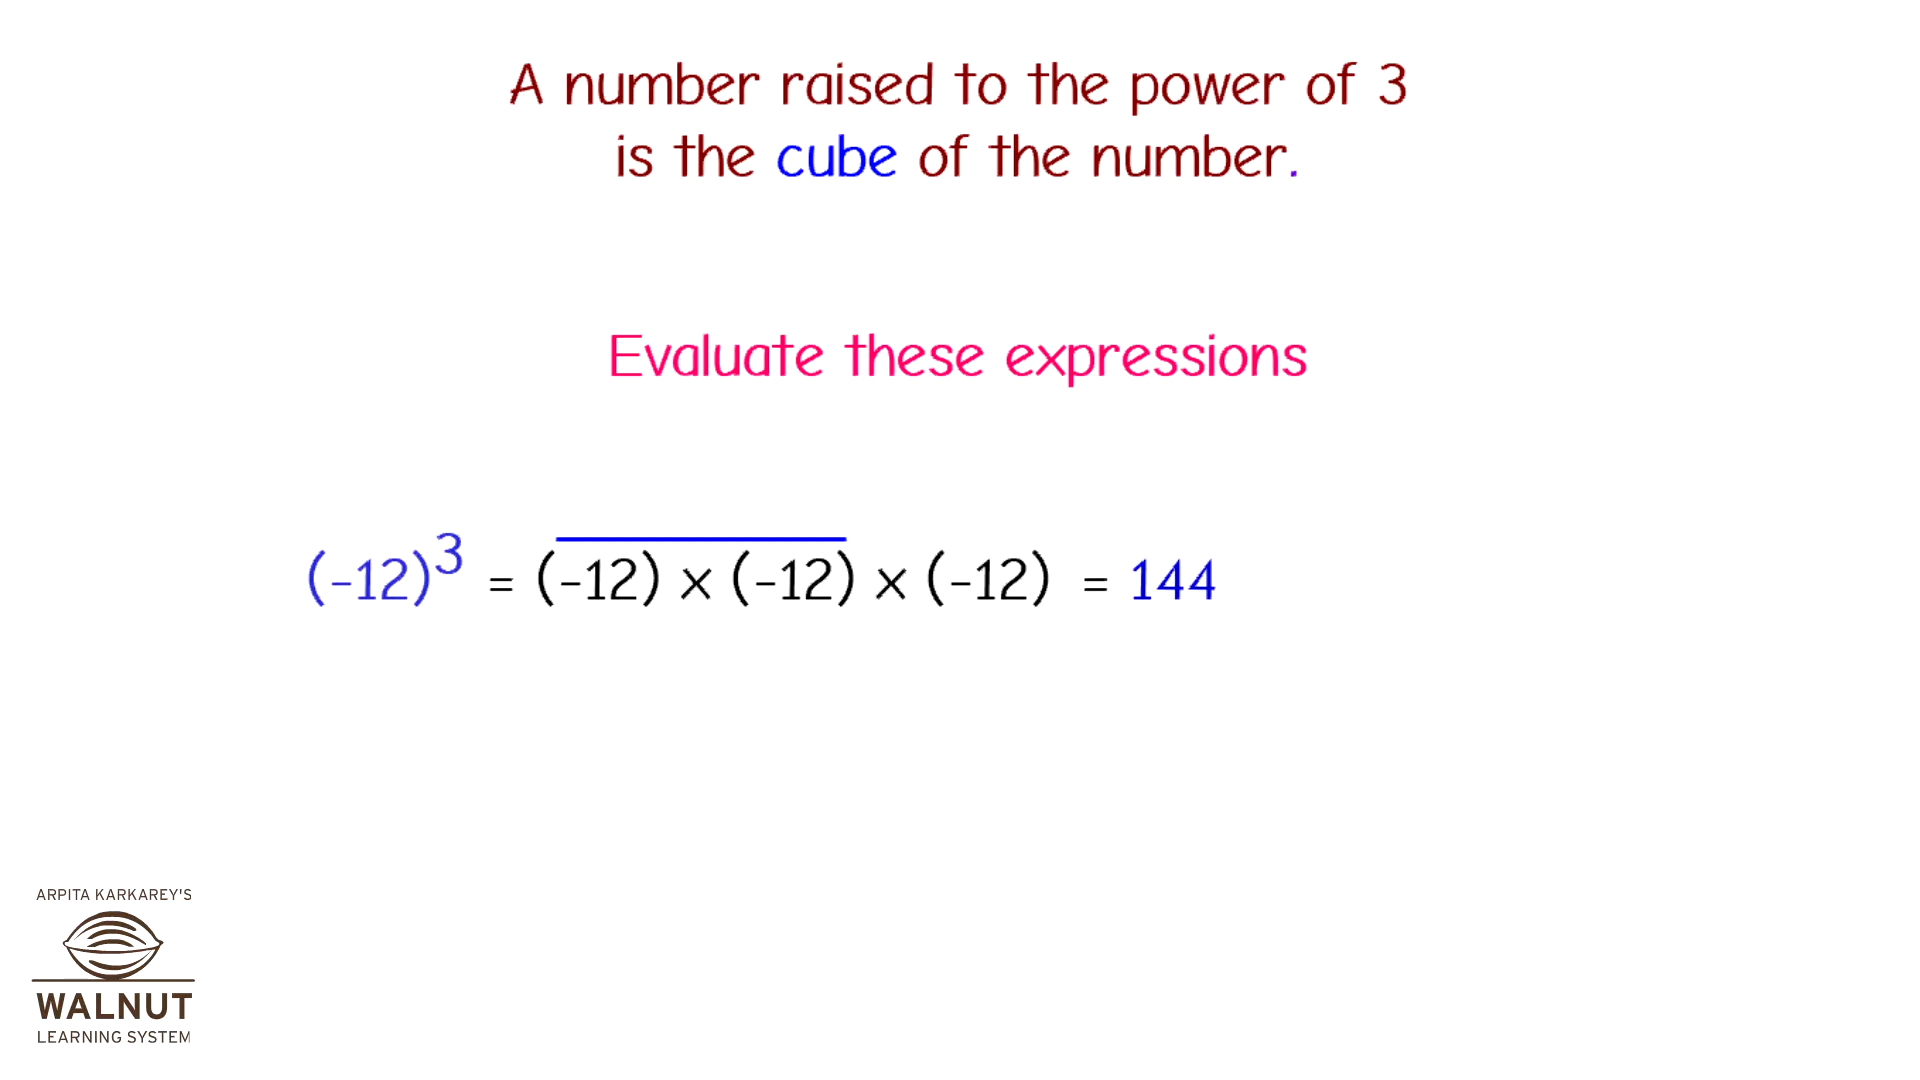 A number raised to the power of 3
is the cube of the number.
Evaluate these expressions
(-12)³ = (-12) x (-12) x (-12) = 144
ARPITA KARKAREY'S
WALNUT
LEARNING SYSTEM